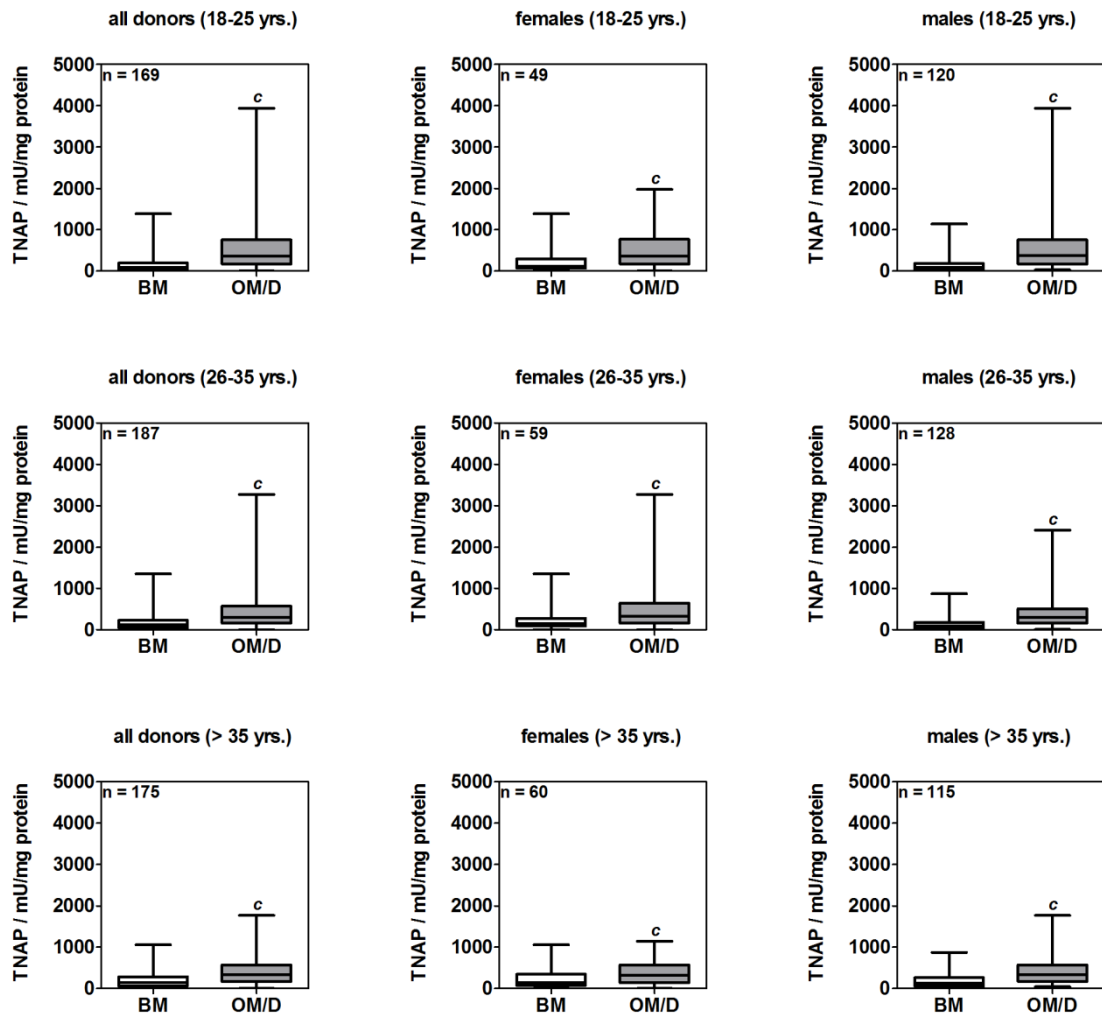 all donors (18-25 yrs.)
TNAP / mU/mg protein
5000
4000
3000
2000
1000
0
n = 169
c
BM OM/D
females (18-25 yrs.)
TNAP / mU/mg protein
5000
4000
3000
2000
1000
0
n = 49
c
BM OM/D
males (18-25 yrs.)
TNAP / mU/mg protein
5000
4000
3000
2000
1000
0
n = 120
c
BM OM/D
all donors (26-35 yrs.)
TNAP / mU/mg protein
5000
4000
3000
2000
1000
0
n = 187
c
BM OM/D
females (26-35 yrs.)
TNAP / mU/mg protein
5000
4000
3000
2000
1000
0
n = 59
c
BM OM/D
males (26-35 yrs.)
TNAP / mU/mg protein
5000
4000
3000
2000
1000
0
n = 128
c
BM OM/D
all donors (> 35 yrs.)
TNAP / mU/mg protein
5000
4000
3000
2000
1000
0
n = 175
c
BM OM/D
females (> 35 yrs.)
TNAP / mU/mg protein
5000
4000
3000
2000
1000
0
n = 60
c
BM OM/D
males (> 35 yrs.)
TNAP / mU/mg protein
5000
4000
3000
2000
1000
0
n = 115
c
BM OM/D